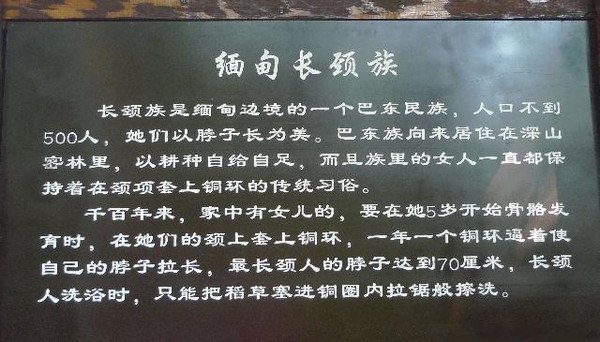 缅甸长颈族
长颈族是缅甸边境的一个巴东民族，人口不到
500人，她们以脖子长为美。巴东族向来居住在深山
密林里，以耕种自给自足，而且族里的女人一直都保
持着在颈项套上铜环的传统习俗。
千百年来，家中有女儿的，要在她5岁开始骨骼发
育时，在她们的颈上套上铜环，一年一个铜环逼着使
自己的脖子拉长，最长颈人的脖子达到70厘米，长颈
人洗浴时，只能把稻草塞进铜圈内拉锯般擦洗。